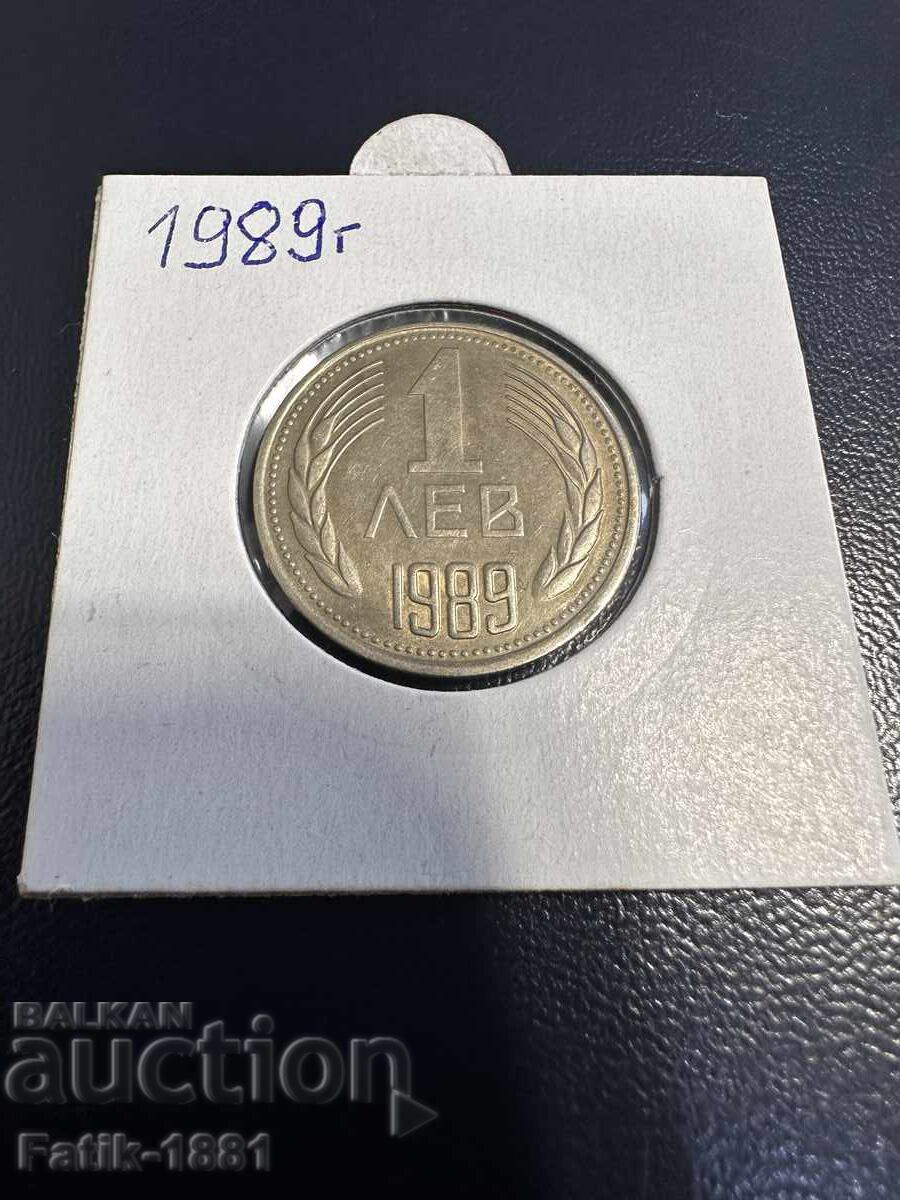 1989г
1
ЛЕВ
1989
BALKAN
auction
Fatik-1881